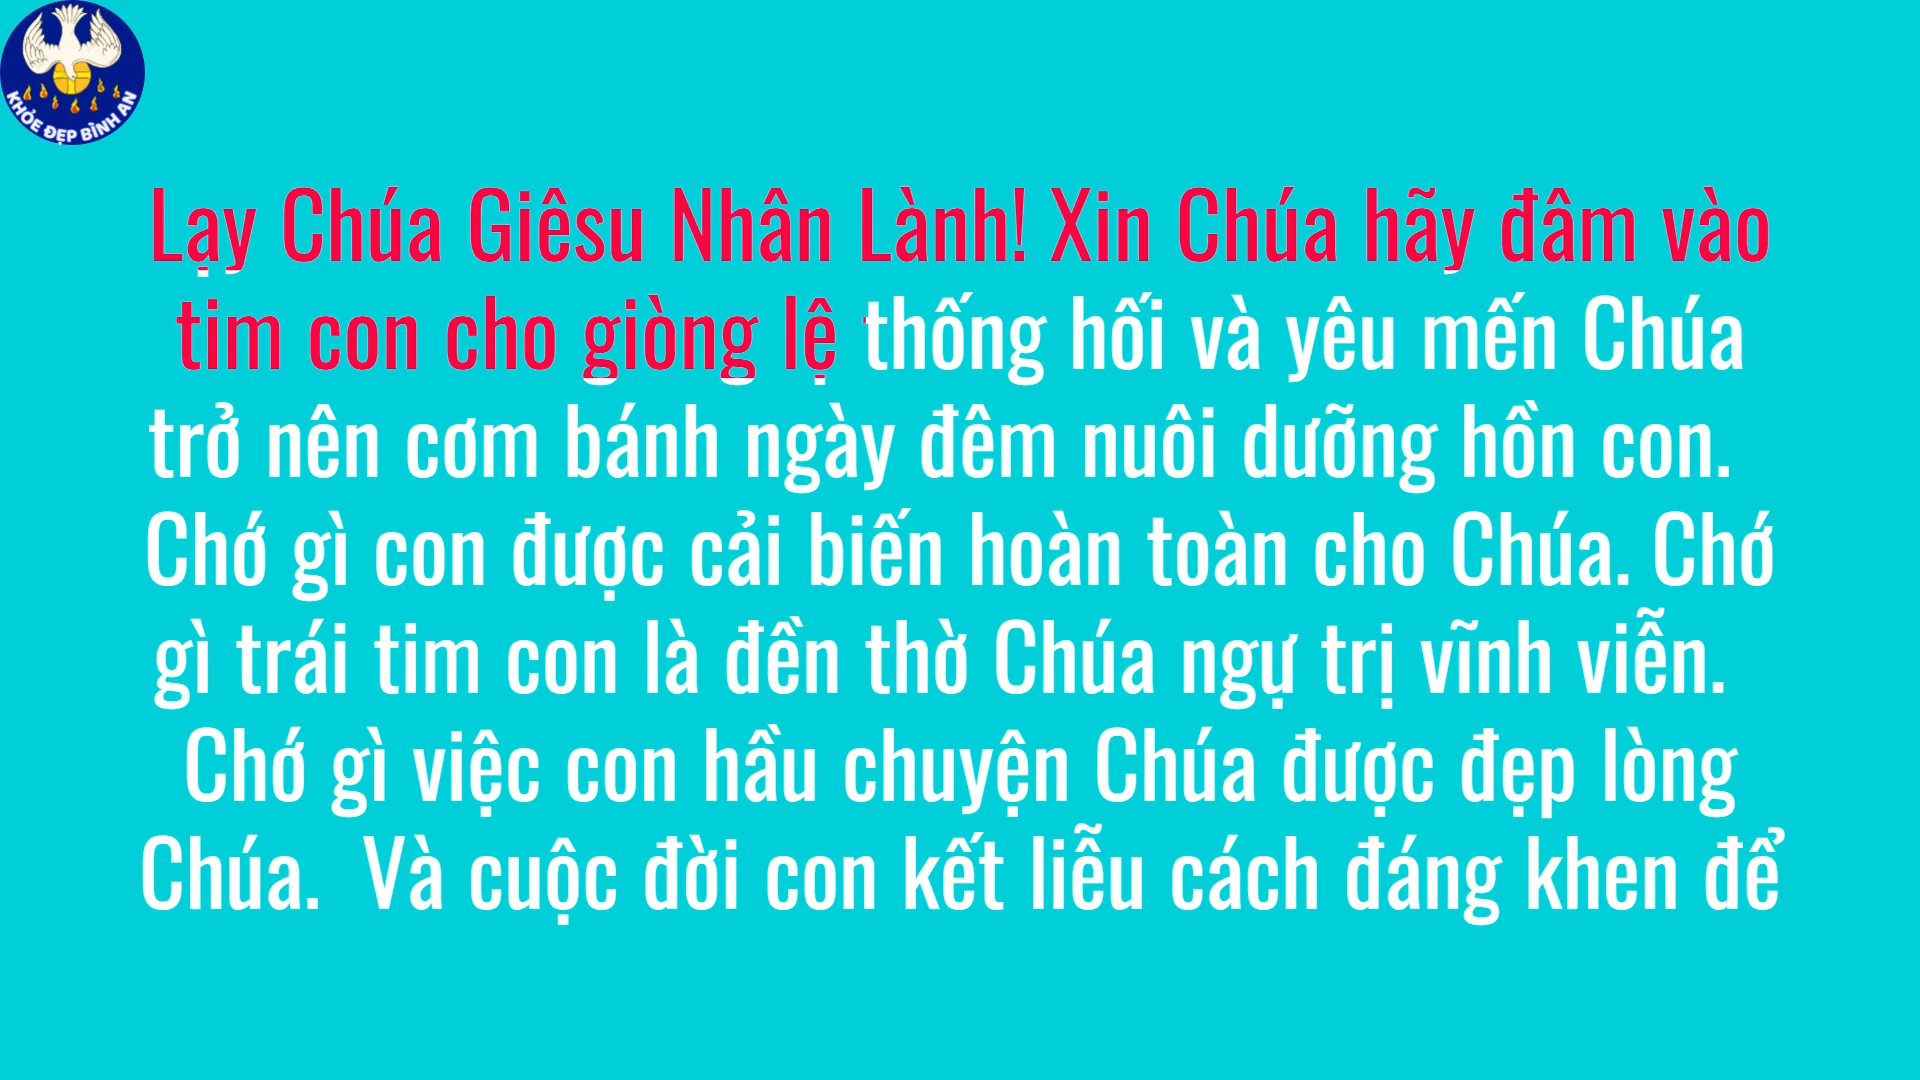 KHỎE ĐẸP BÌNH AN
Lạy Chúa Giêsu Nhân Lành! Xin Chúa hãy đâm vào
tim con cho giòng lệ thống hối và yêu mến Chúa
trở nên cơm bánh ngày đêm nuôi dưỡng hồn con.
Chớ gì con được cải biến hoàn toàn cho Chúa. Chớ
gì trái tim con là đền thờ Chúa ngự trị vĩnh viễn.
Chớ gì việc con hầu chuyện Chúa được đẹp lòng
Chúa.  Và cuộc đời con kết liễu cách đáng khen để